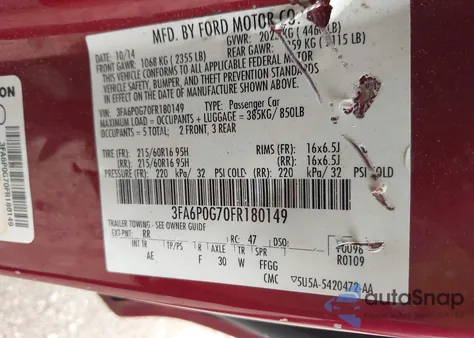 MFD. BY FORD MOTOR CO.
10/14
GVWR:
FRONT GAWR: 1068 KG ( 2355 LB)
REAR GAWR:
THIS VEHICLE CONFORMS TO ALL APPLICABLE FEDERAL MOTOR VEHICLE
SAFETY, BUMPER, AND THEFT PREVENTION STANDARDS IN EFFECT ON THE DATE OF MANUFACTURE
VIN: 3FA6P0G70FR180149
TYPE: Passenger Car
MAXIMUM LOAD= OCCUPANTS + LUGGAGE = 385KG/ 850LB
OCCUPANTS = 5 TOTAL: 2 FRONT, 3 REAR
TIRE (FR): 215/60R16 95H RIMS (FR): 16x6.5J
(RR): 215/60R16 95H (RR): 16x6.5J
PRESSURE (FR): 220 kPa/ 32 PSI COLD (RR): 220 kPa/ 32 PSI COLD
3FA6P0G70FR180149
TRAILER TOWING - SEE OWNER GUIDE
EXT PNT: RR RC: 47 DSO:
INT TR TP R AXLE TR SPR
R0109
AE F 30 W FFGG
CMC 5U5A-5420472-AA
3FA6P0G70FR180149
autoSnap